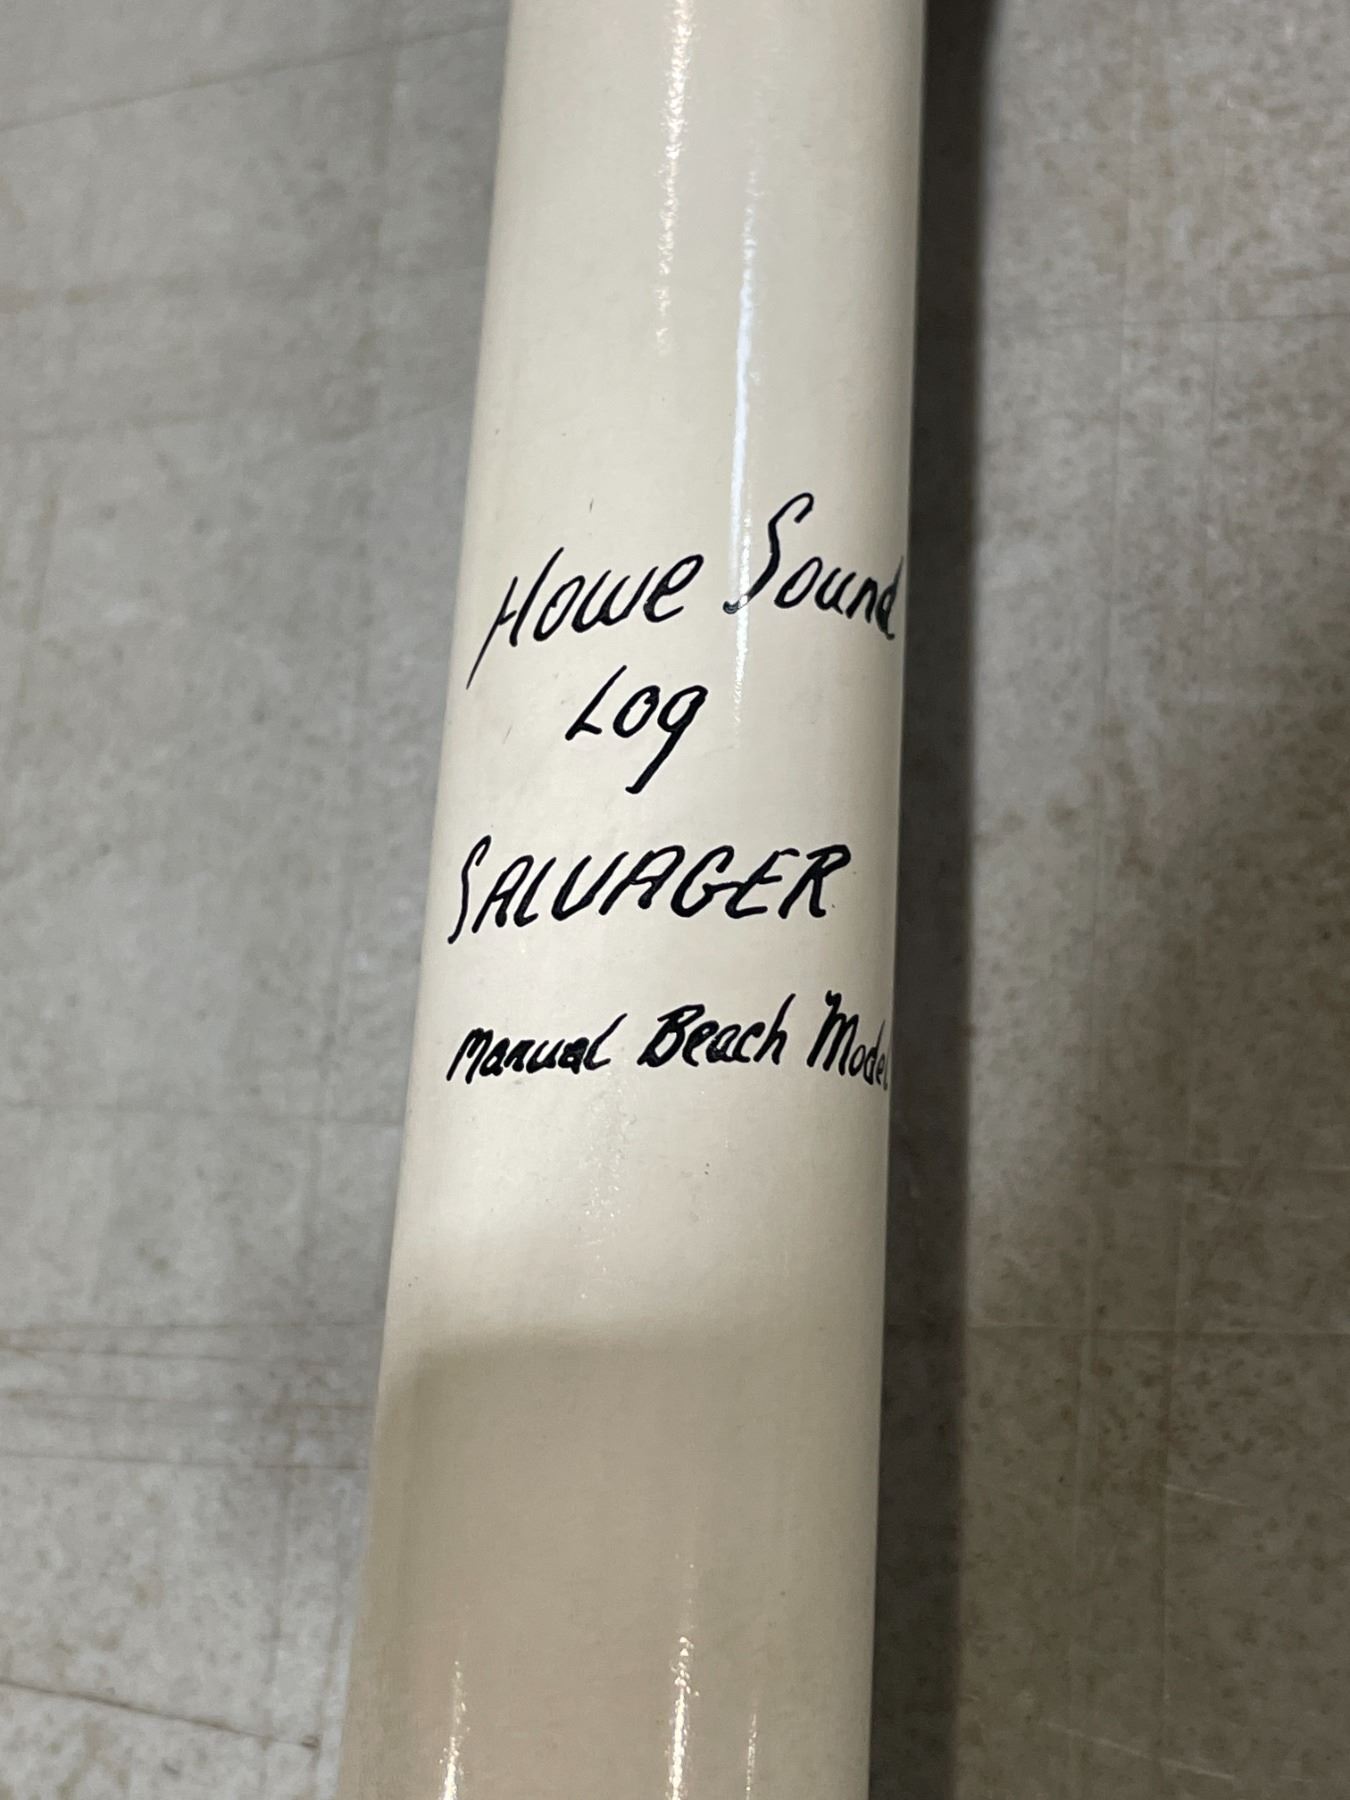 Howe Sound
Log
SALVAGER
Manual Beach Model